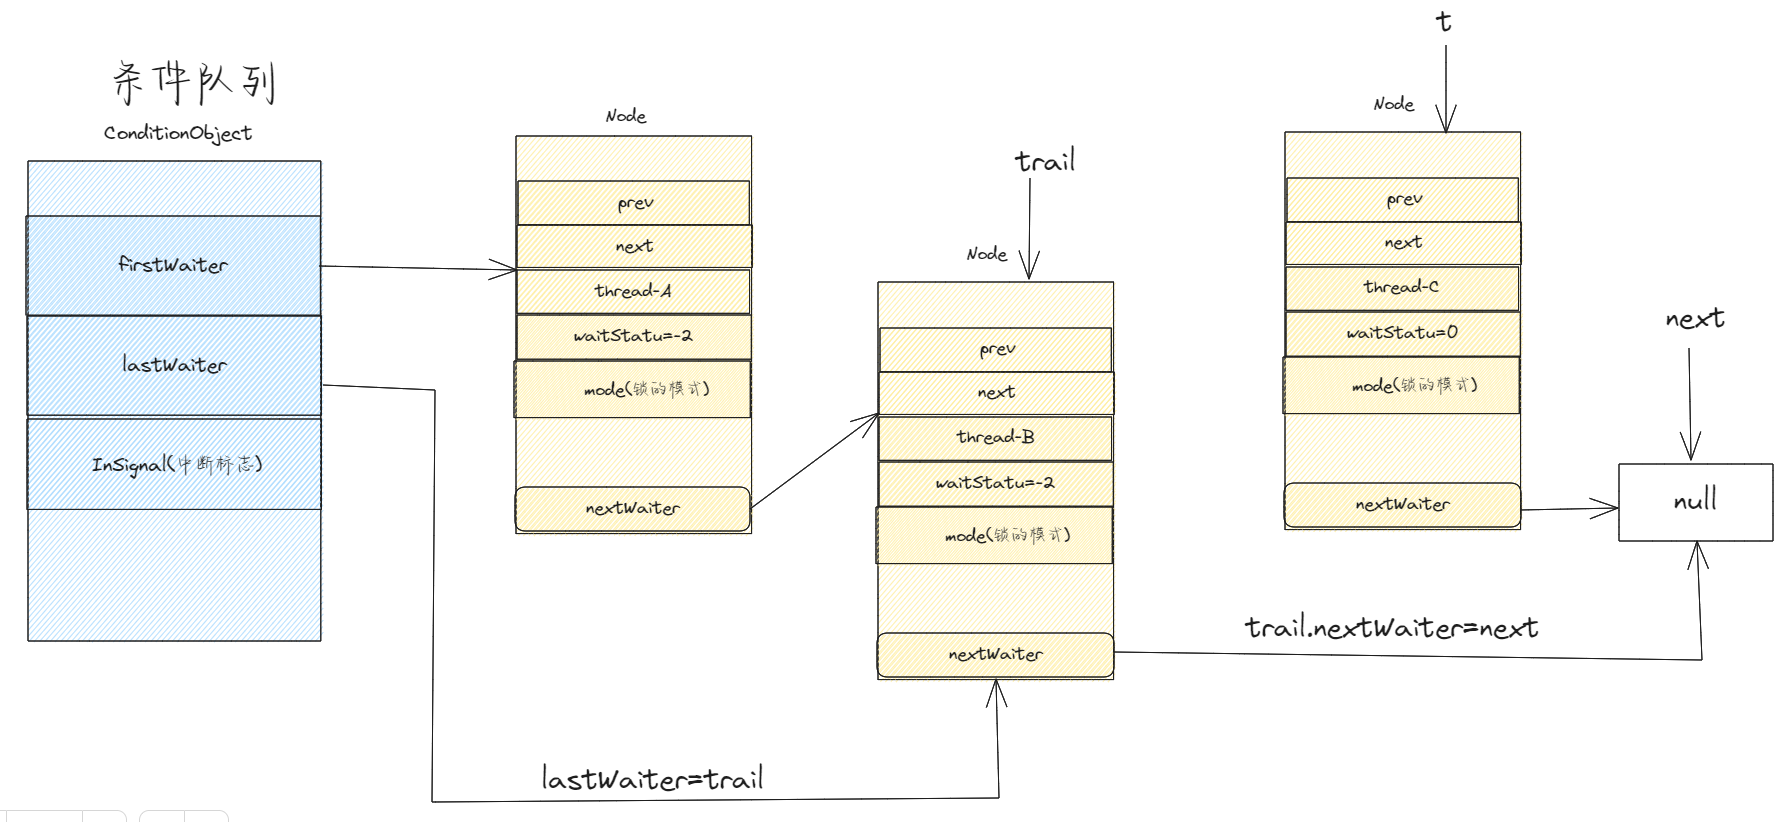 条件队列
ConditionObject
firstWaiter
lastWaiter
InSignal(中断标志)
Node
prev
next
thread-A
waitStatu=-2
mode(锁的模式)
nextWaiter
trail
Node
prev
next
thread-B
waitStatu=-2
mode(锁的模式)
nextWaiter
t
Node
prev
next
thread-C
waitStatu=0
mode(锁的模式)
nextWaiter
next
null
trail.nextWaiter=next
lastWaiter=trail